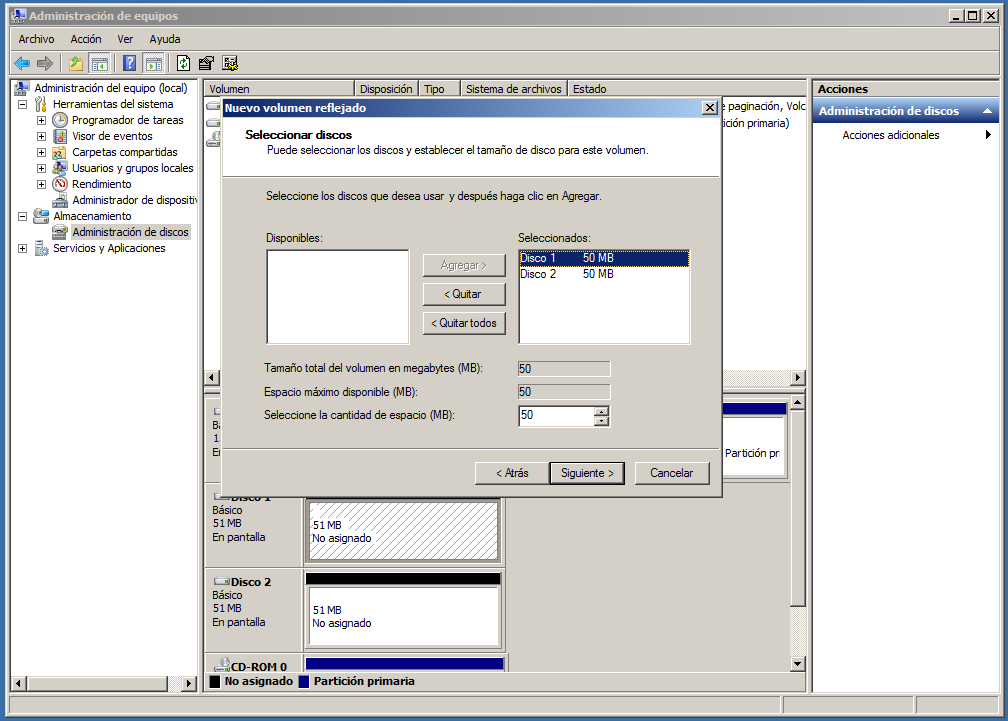 Administración de equipos
Archivo Acción Ver Ayuda
Administración del equipo (local)
Herramientas del sistema
Programador de tareas
Visor de eventos
Carpetas compartidas
Usuarios y grupos locales
Rendimiento
Administrador de dispositi
Almacenamiento
Administración de discos
Servicios y Aplicaciones
Volumen Disposición Tipo Sistema de archivos Estado
paginación, Volc
ción primaria)
Nuevo volumen reflejado
Seleccionar discos
Puede seleccionar los discos y establecer el tamaño de disco para este volumen.
Seleccione los discos que desea usar y después haga clic en Agregar.
Disponibles:
Seleccionados:
Agregar >
< Quitar
< Quitar todos
Disco 1 50 MB
Disco 2 50 MB
Tamaño total del volumen en megabytes (MB): 50
Espacio máximo disponible (MB): 50
Seleccione la cantidad de espacio (MB): 50
< Atrás Siguiente > Cancelar
Partición pr
Disco 1
Básico
51 MB
En pantalla
51 MB
No asignado
Disco 2
Básico
51 MB
En pantalla
51 MB
No asignado
CD-ROM 0
No asignado Partición primaria
Acciones
Administración de discos
Acciones adicionales